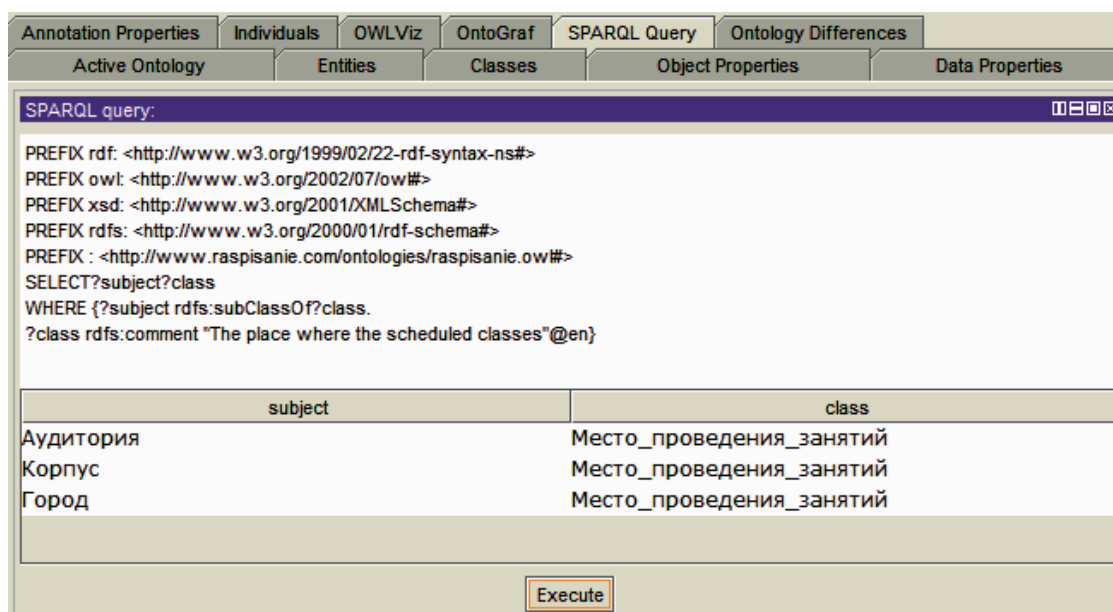 Annotation Properties Individuals OWLViz OntoGraf SPARQL Query Ontology Differences
Active Ontology Entities Classes Object Properties Data Properties
SPARQL query:
PREFIX rdf: <http://www.w3.org/1999/02/22-rdf-syntax-ns#>
PREFIX owl: <http://www.w3.org/2002/07/owl#>
PREFIX xsd: <http://www.w3.org/2001/XMLSchema#>
PREFIX rdfs: <http://www.w3.org/2000/01/rdf-schema#>
PREFIX : <http://www.raspisanie.com/ontologies/raspisanie.owl#>
SELECT?subject?class
WHERE {?subject rdfs:subClassOf?class.
?class rdfs:comment "The place where the scheduled classes"@en}
subject class
Аудитория Место_проведения_занятий
Корпус Место_проведения_занятий
Город Место_проведения_занятий
Execute